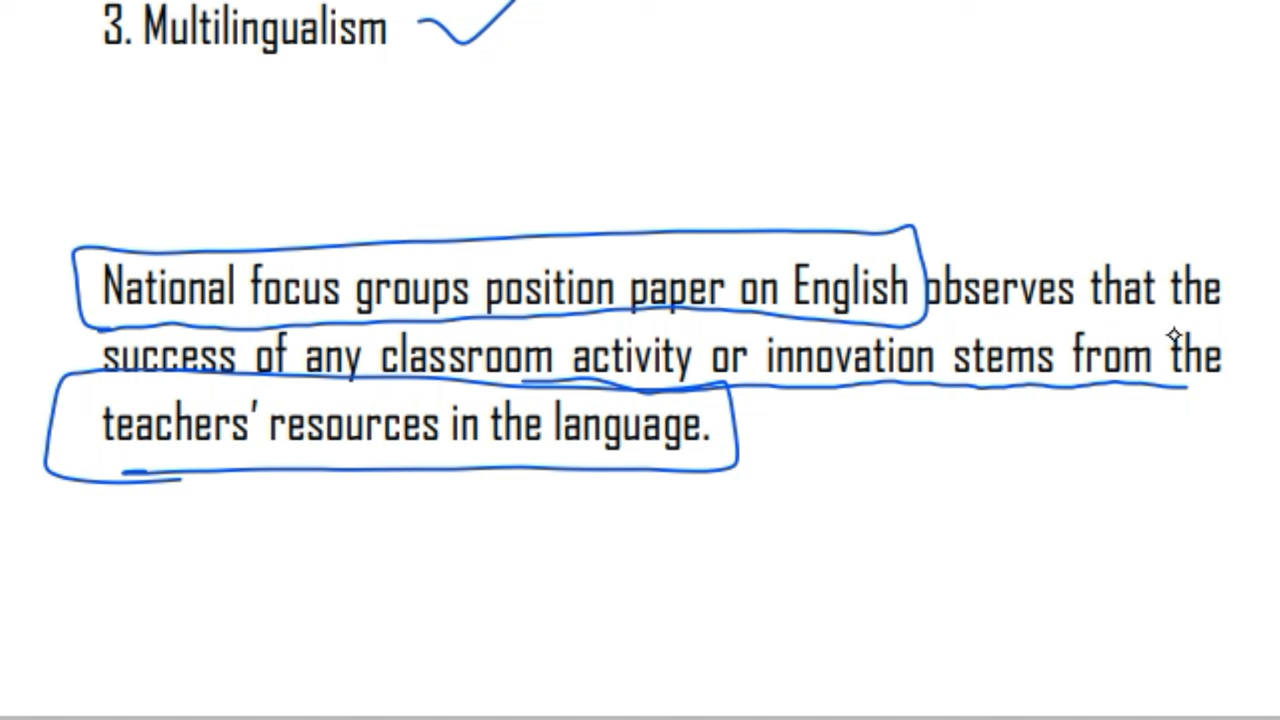 3. Multilingualism
National focus groups position paper on English observes that the
success of any classroom activity or innovation stems from the
teachers' resources in the language.